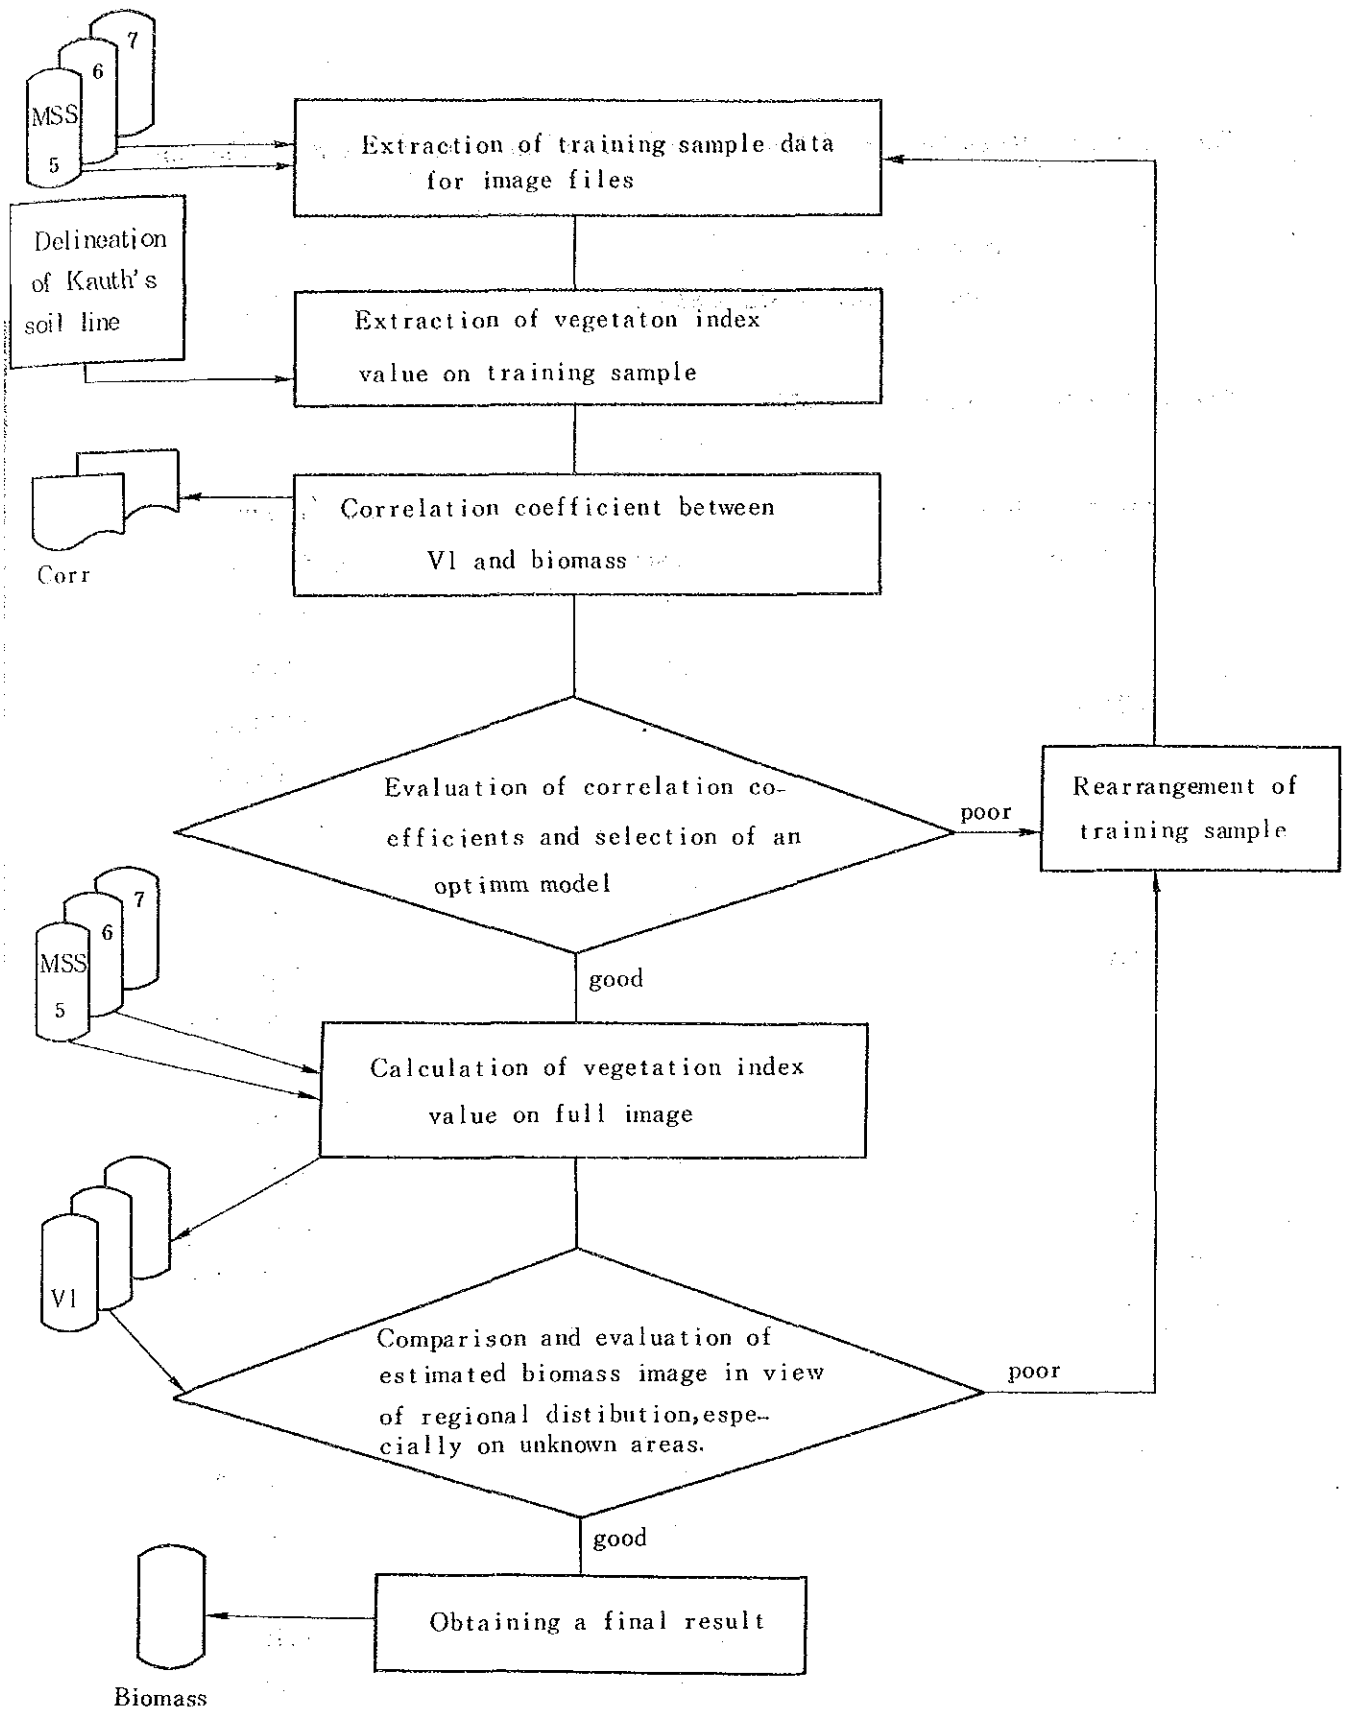 7
6
MSS
5
Extraction of training sample data
for image files
Delineation
of Kauth's
soil line
Extraction of vegetaton index
value on training sample
Correlation coefficient between
V1 and biomass
Corr
Evaluation of correlation co-
efficients and selection of an
optimm model
poor
Rearrangement of
training sample
7
6
MSS
5
good
Calculation of vegetation index
value on full image
V1
Comparison and evaluation of
estimated biomass image in view
of regional distibution,espe-
cially on unknown areas.
poor
good
Obtaining a final result
Biomass